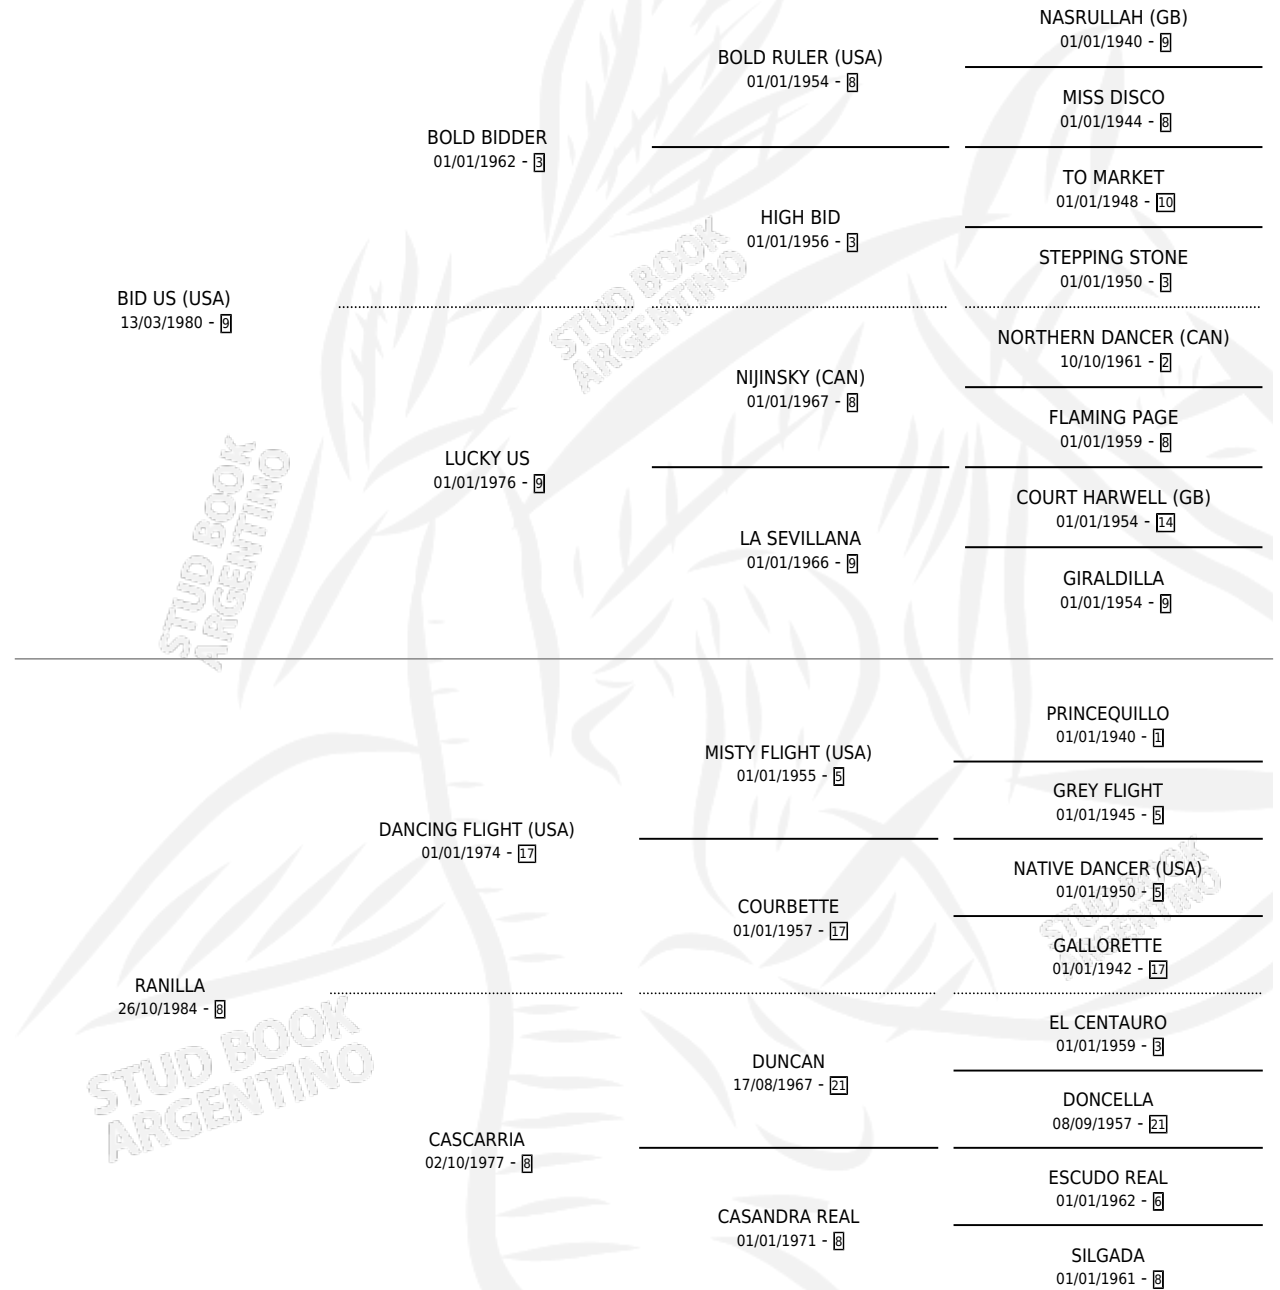 NASRULLAH (GB)
01/01/1940 - 9
BOLD RULER (USA)
01/01/1954 - 8
MISS DISCO
01/01/1944 - 8
BOLD BIDDER
01/01/1962 - 3
TO MARKET
01/01/1948 - 10
HIGH BID
01/01/1956 - 3
STEPPING STONE
01/01/1950 - 3
BID US (USA)
13/03/1980 - 9
NORTHERN DANCER (CAN)
10/10/1961 - 2
NIJINSKY (CAN)
01/01/1967 - 8
FLAMING PAGE
01/01/1959 - 8
LUCKY US
01/01/1976 - 9
COURT HARWELL (GB)
01/01/1954 - 14
LA SEVILLANA
01/01/1966 - 9
GIRALDILLA
01/01/1954 - 9
STUD BOOK
ARGENTINO
STUD BOOK
ARGENTINO
PRINCEQUILLO
01/01/1940 - 1
MISTY FLIGHT (USA)
01/01/1955 - 5
GREY FLIGHT
01/01/1945 - 5
DANCING FLIGHT (USA)
01/01/1974 - 17
NATIVE DANCER (USA)
01/01/1950 - 5
COURBETTE
01/01/1957 - 17
GALLORETTE
01/01/1942 - 17
RANILLA
26/10/1984 - 8
EL CENTAURO
01/01/1959 - 3
DUNCAN
17/08/1967 - 21
DONCELLA
08/09/1957 - 21
CASCARRIA
02/10/1977 - 8
ESCUDO REAL
01/01/1962 - 6
CASANDRA REAL
01/01/1971 - 8
SILGADA
01/01/1961 - 8
STUD BOOK
ARGENTINO
STUD BOOK
ARGENTINO